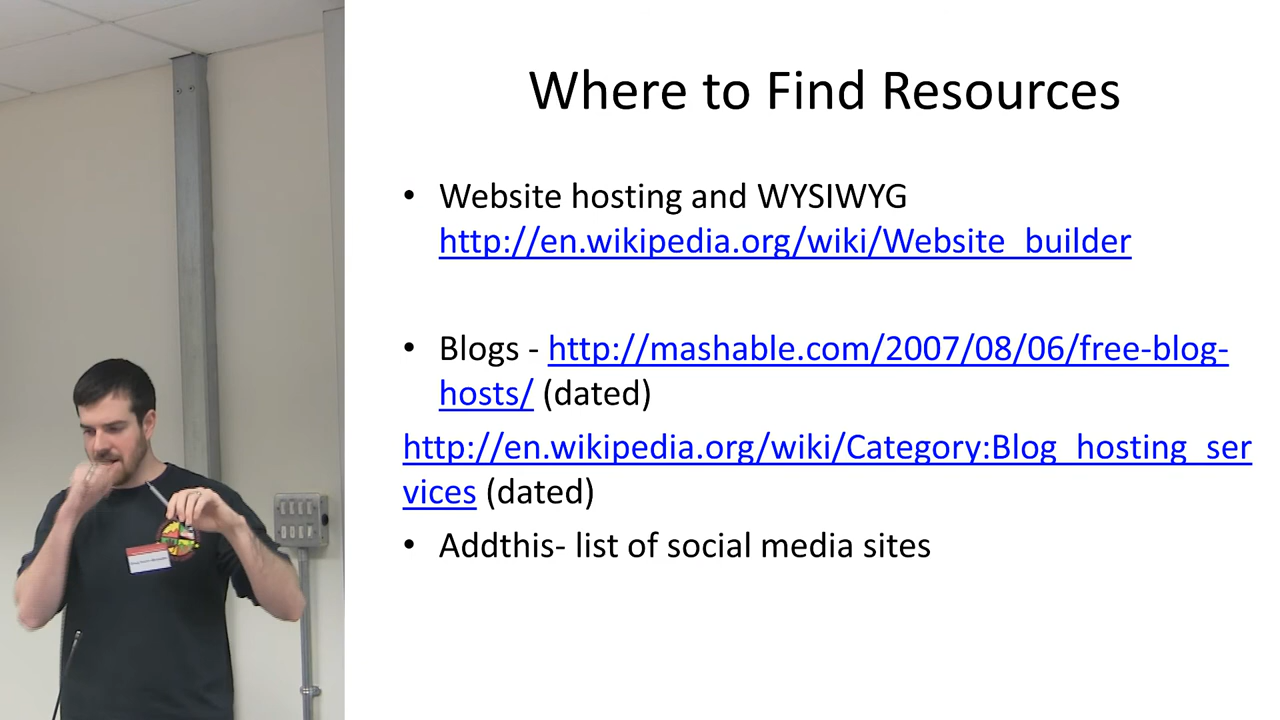 Where to Find Resources
• Website hosting and WYSIWYG
http://en.wikipedia.org/wiki/Website_builder
• Blogs - http://mashable.com/2007/08/06/free-blog-
hosts/ (dated)
http://en.wikipedia.org/wiki/Category:Blog_hosting_ser
vices (dated)
• Addthis- list of social media sites